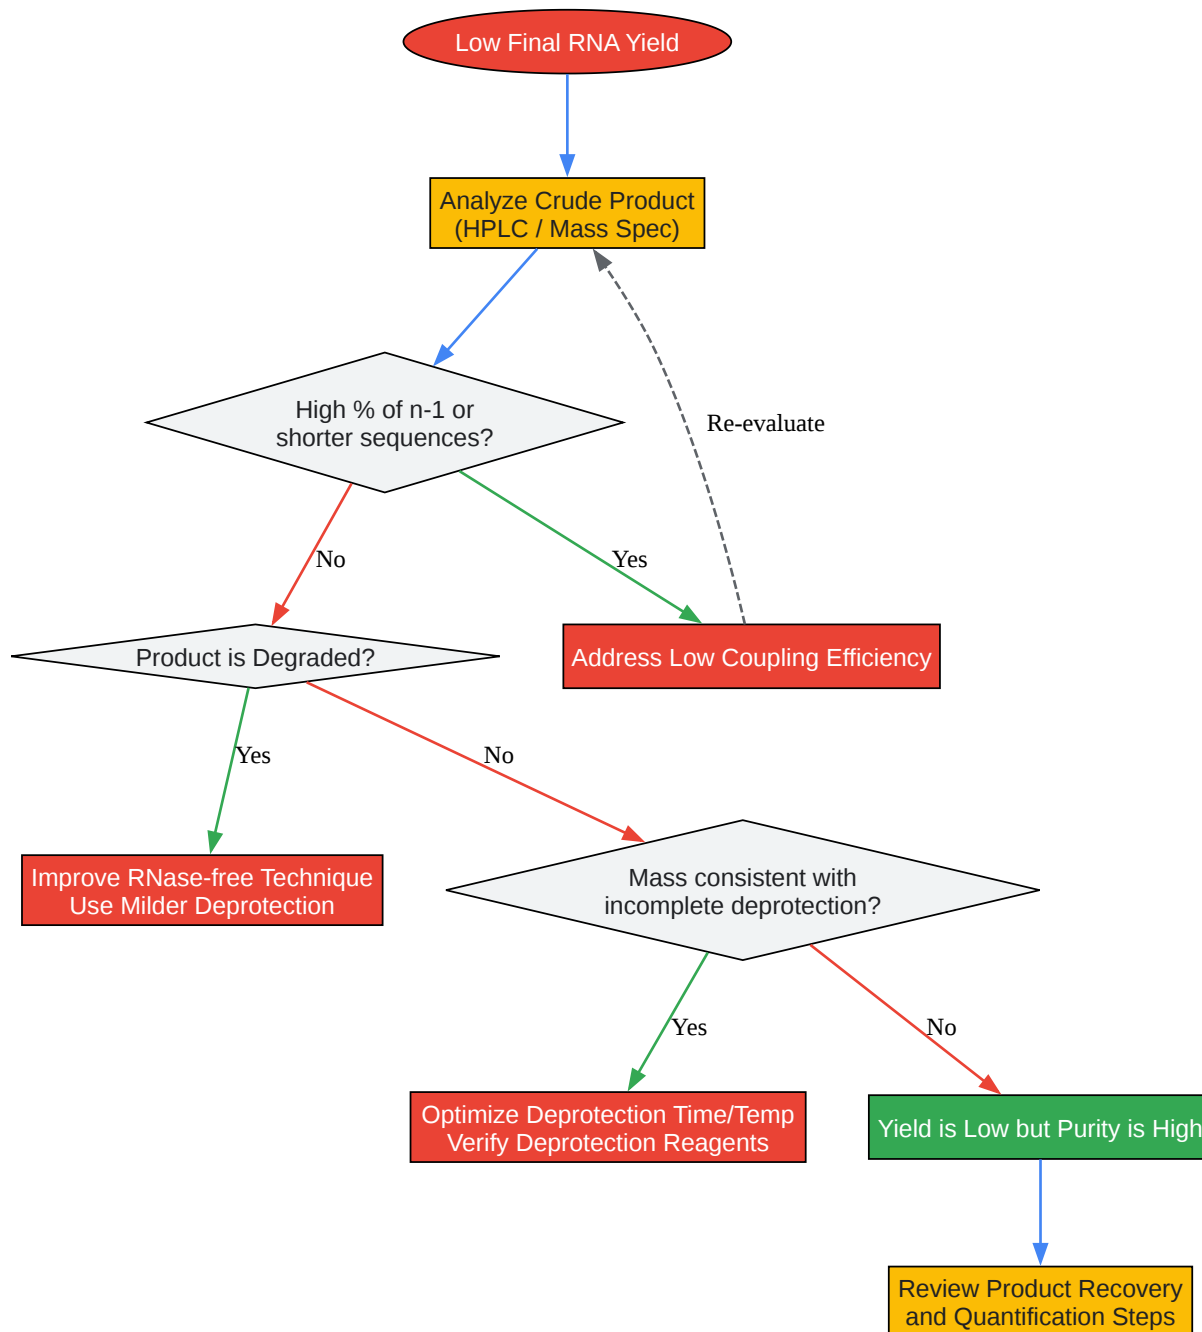 Low Final RNA Yield
Analyze Crude Product
(HPLC / Mass Spec)
High % of n-1 or
shorter sequences?
Re-evaluate
No
Yes
Product is Degraded?
Address Low Coupling Efficiency
Yes
No
Improve RNase-free Technique
Use Milder Deprotection
Mass consistent with
incomplete deprotection?
Yes
No
Optimize Deprotection Time/Temp
Verify Deprotection Reagents
Yield is Low but Purity is High
Review Product Recovery
and Quantification Steps